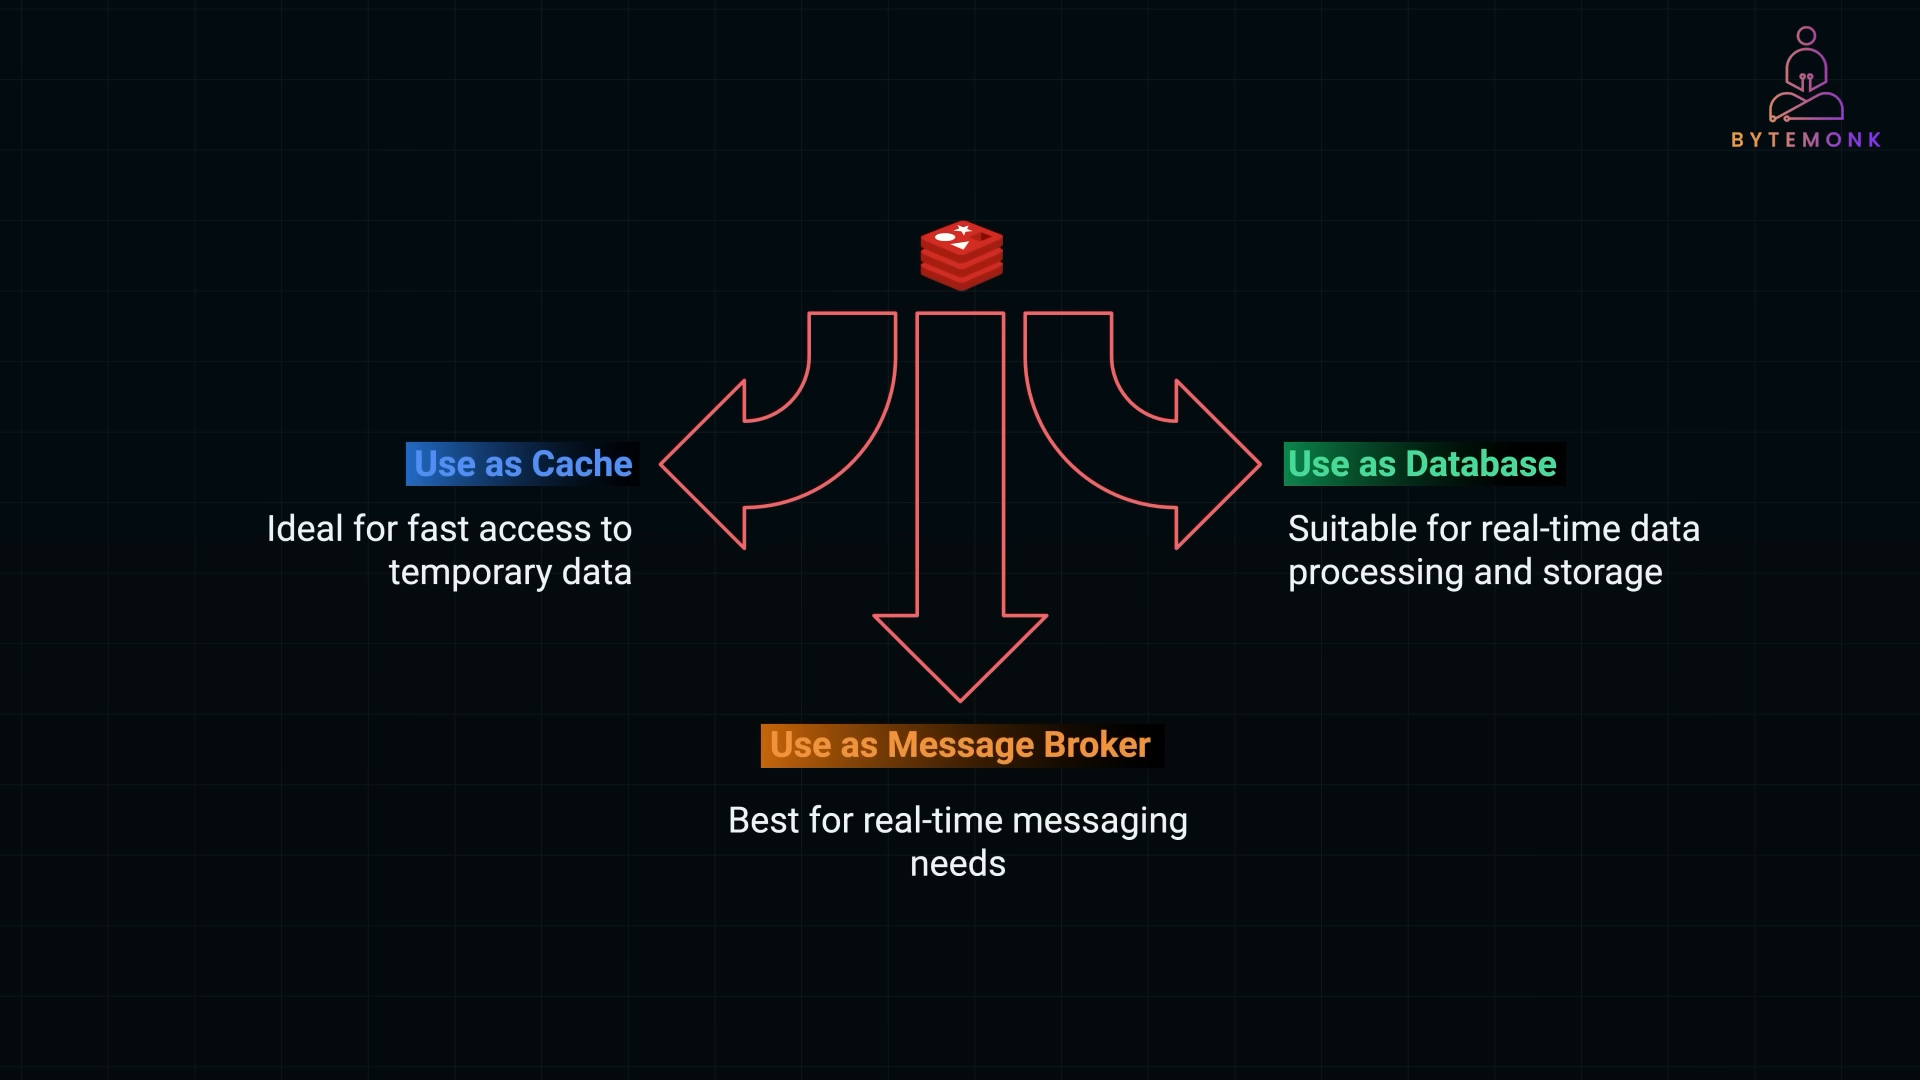 BYTEMONK
Use as Cache
Ideal for fast access to
temporary data
Use as Database
Suitable for real-time data
processing and storage
Use as Message Broker
Best for real-time messaging
needs